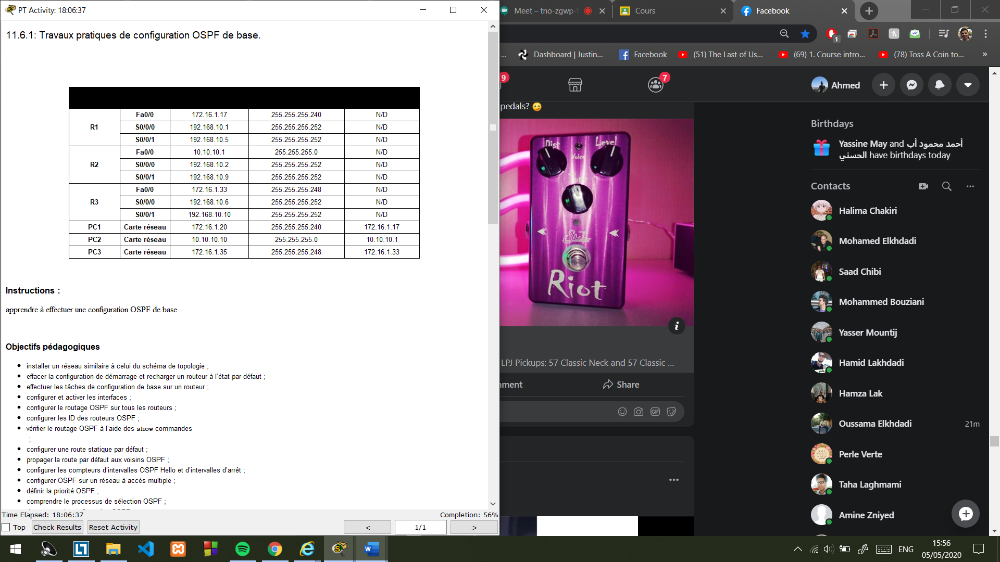 PT Activity: 18:06:37
11.6.1: Travaux pratiques de configuration OSPF de base.
R1
Fa0/0 172.16.1.17 255.255.255.240 N/D
S0/0/0 192.168.10.1 255.255.255.252 N/D
S0/0/1 192.168.10.5 255.255.255.252 N/D
R2
Fa0/0 10.10.10.1 255.255.255.0 N/D
S0/0/0 192.168.10.2 255.255.255.252 N/D
S0/0/1 192.168.10.9 255.255.255.252 N/D
R3
Fa0/0 172.16.1.33 255.255.255.248 N/D
S0/0/0 192.168.10.6 255.255.255.252 N/D
S0/0/1 192.168.10.10 255.255.255.252 N/D
PC1 Carte réseau 172.16.1.20 255.255.255.240 172.16.1.17
PC2 Carte réseau 10.10.10.10 255.255.255.0 10.10.10.1
PC3 Carte réseau 172.16.1.35 255.255.255.248 172.16.1.33
Instructions :
apprendre à effectuer une configuration OSPF de base
Objectifs pédagogiques
installer un réseau similaire à celui du schéma de topologie ;
effacer la configuration de démarrage et recharger un routeur à l'état par défaut ;
effectuer les tâches de configuration de base sur un routeur ;
configurer et activer les interfaces ;
configurer le routage OSPF sur tous les routeurs ;
configurer les ID des routeurs OSPF ;
vérifier le routage OSPF à l'aide des show commandes
;
configurer une route statique par défaut ;
propager la route par défaut aux voisins OSPF ;
configurer les compteurs d'intervalles OSPF Hello et d'intervalles d'arrêt ;
configurer OSPF sur un réseau à accès multiple ;
définir la priorité OSPF ;
comprendre le processus de sélection OSPF ;
Time Elapsed: 18:06:37 Completion: 56%
Top Check Results Reset Activity < 1/1 >
Meet – tno-zgwp-t Cours Facebook
1
-... Dashboard | Justin... Facebook (51) The Last of Us... (69) 1. Course intro... (78) Toss A Coin to... »
9 7 Ahmed
pedals?
Dist Level
Voice
Tone
Suhr
Riot
LPJ Pickups: 57 Classic Neck and 57 Classic ...
nment Share
GIF
Birthdays
Yassine May and أحمد محمود أب
الحسني have birthdays today
Contacts
Halima Chakiri
Mohamed Elkhdadi
Saad Chibi
Mohammed Bouziani
Yasser Mountij
Hamid Lakhdadi
Hamza Lak
Oussama Elkhdadi 21m
Perle Verte
Taha Laghmami
Amine Zniyed
ENG
15:56
05/05/2020